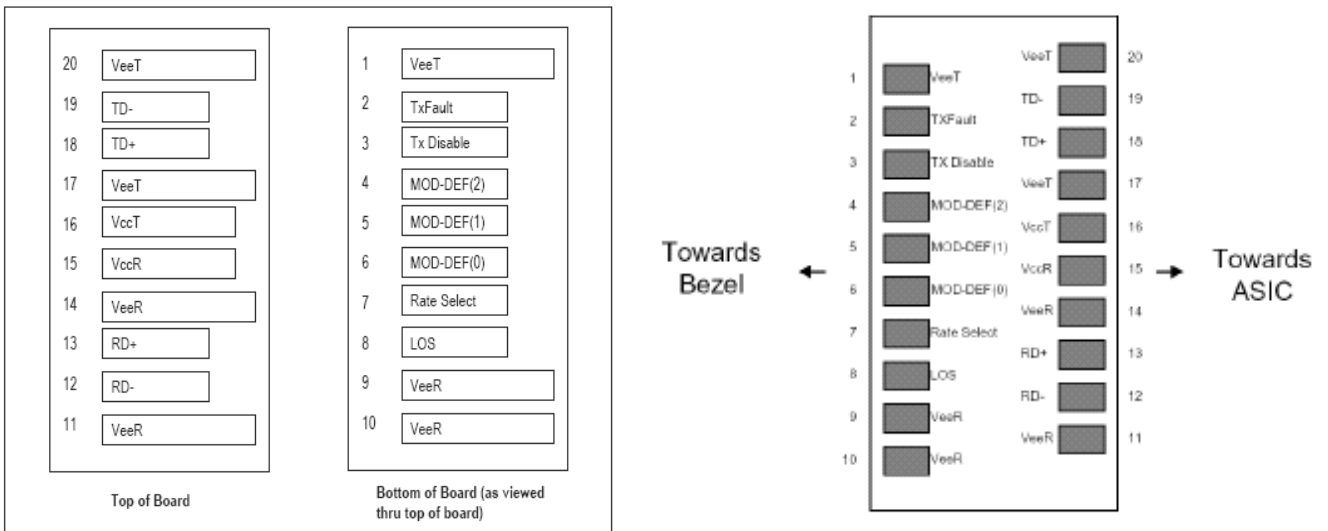 20 VeeT
19 TD-
18 TD+
17 VeeT
16 VccT
15 VccR
14 VeeR
13 RD+
12 RD-
11 VeeR
Top of Board
1 VeeT
2 TxFault
3 Tx Disable
4 MOD-DEF(2)
5 MOD-DEF(1)
6 MOD-DEF(0)
7 Rate Select
8 LOS
9 VeeR
10 VeeR
Bottom of Board (as viewed
thru top of board)
Towards
Bezel
1 VeeT
2 TXFault
3 TX Disable
4 MOD-DEF(2)
5 MOD-DEF(1)
6 MOD-DEF(0)
7 Rate Select
8 LOS
9 VeeR
10 VeeR
VeeT 20
TD- 19
TD+ 18
VeeT 17
VccT 16
VccR 15
VeeR 14
RD+ 13
RD- 12
VeeR 11
Towards
ASIC